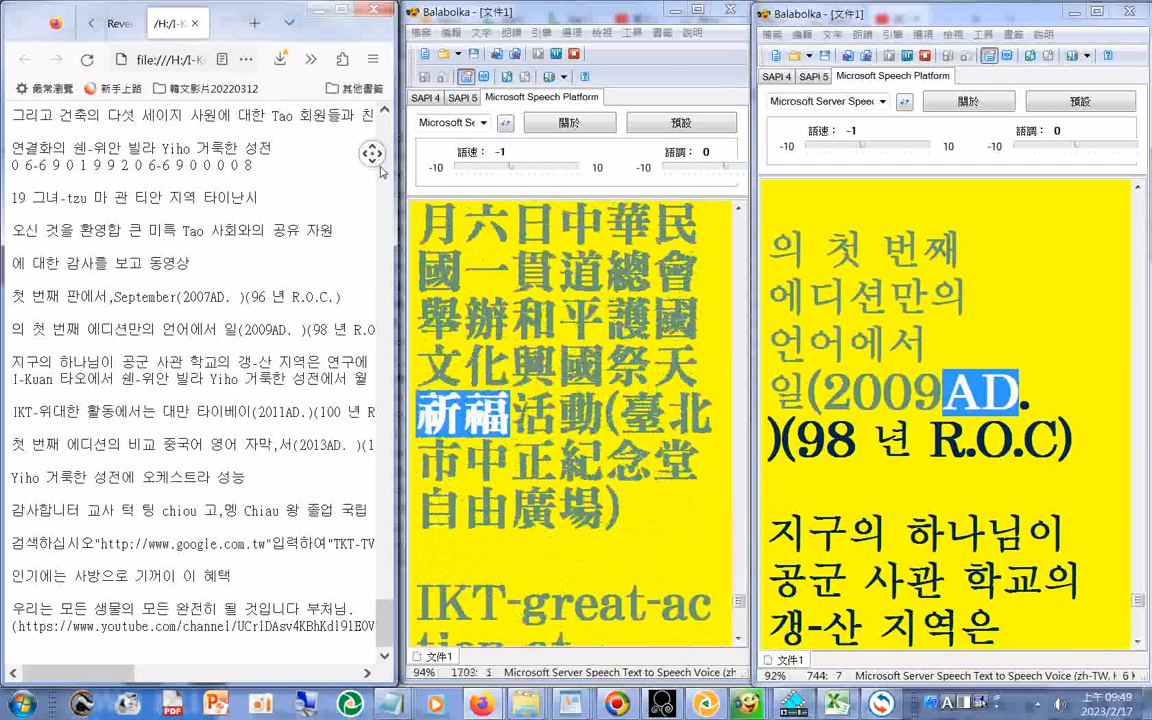 Reve
/H:/I-K
file:///H:/I-K
最常瀏覽
新手上路
韓文影片20220312
其他書籤
그리고 건축의 다섯 세이지 사원에 대한 Tao 회원들과 친
연결화의 쉔-위안 빌라 Yiho 거룩한 성전
0 6-6 9 0 1 9 9 2 0 6-6 9 0 0 0 0 8
19 그녀-tzu 마 관 티안 지역 타이난시
오신 것을 환영합 큰 미륵 Tao 사회와의 공유 자원
에 대한 감사를 보고 동영상
첫 번째 판에서,September(2007AD. )(96 년 R.O.C.)
의 첫 번째 에디션만의 언어에서 일(2009AD. )(98 년 R.O
지구의 하나님이 공군 사관 학교의 갱-산 지역은 연구에
I-Kuan 타오에서 쉔-위안 빌라 Yiho 거룩한 성전에서 월
IKT-위대한 활동에서는 대만 타이베이(2011AD.)(100 년 R
첫 번째 에디션의 비교 중국어 영어 자막,서(2013AD. )(1
Yiho 거룩한 성전에 오케스트라 성능
감사합니터 교사 턱 팅 chiou 고,멩 Chiau 왕 졸업 국립
검색하십시오"http://www.google.com.tw"입력하여"TKT-TV
인기에는 사방으로 기꺼이 이 혜택
우리는 모든 생물의 모든 완전히 될 것입니다 부처님.
(https://www.youtube.com/channel/UCrlDAsv4KBhKdl91EOV
Balabolka - [文件1]
檔案 編輯 文字 朗讀 引擎 選項 檢視 工具 書籤 說明
SAPI 4 SAPI 5 Microsoft Speech Platform
Microsoft Se
關於
預設
語速: -1
語調: 0
-10 10 -10
月六日中華民
國一貫道總會
舉辦和平護國
文化興國祭天
祈福活動(臺北
市中正紀念堂
自由廣場)
IKT-great-ac
tion-at
文件1
94% 1703: 1 Microsoft Server Speech Text to Speech Voice (zh
Balabolka - [文件1]
檔案 編輯 文字 朗讀 引擎 選項 檢視 工具 書籤 說明
SAPI 4 SAPI 5 Microsoft Speech Platform
Microsoft Server Speec
關於
預設
語速: -1
語調: 0
-10 10 -10
의 첫 번째
에디션만의
언어에서
일(2009AD.
)(98 년 R.O.C)
지구의 하나님이
공군 사관 학교의
갱-산 지역은
文件1
92% 744: 7 Microsoft Server Speech Text to Speech Voice (zh-TW, H
上午 09:49
2023/2/17